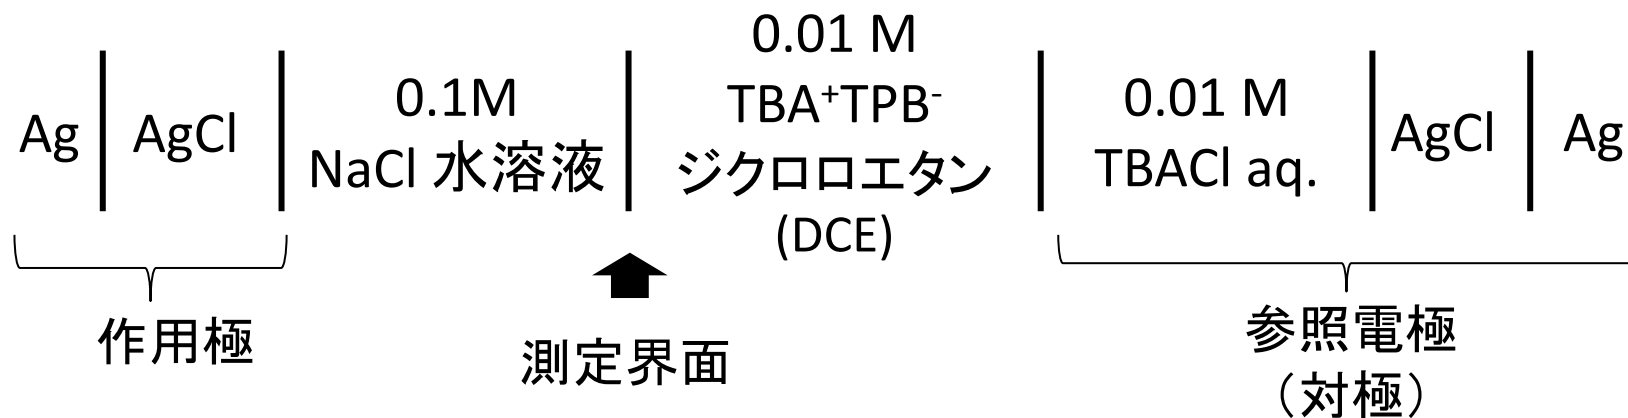 Ag
AgCl
0.1M
NaCl 水溶液
0.01 M
TBA⁺TPB⁻
ジクロロエタン
(DCE)
0.01 M
TBACl aq.
AgCl
Ag
作用極
測定界面
参照電極
（対極）